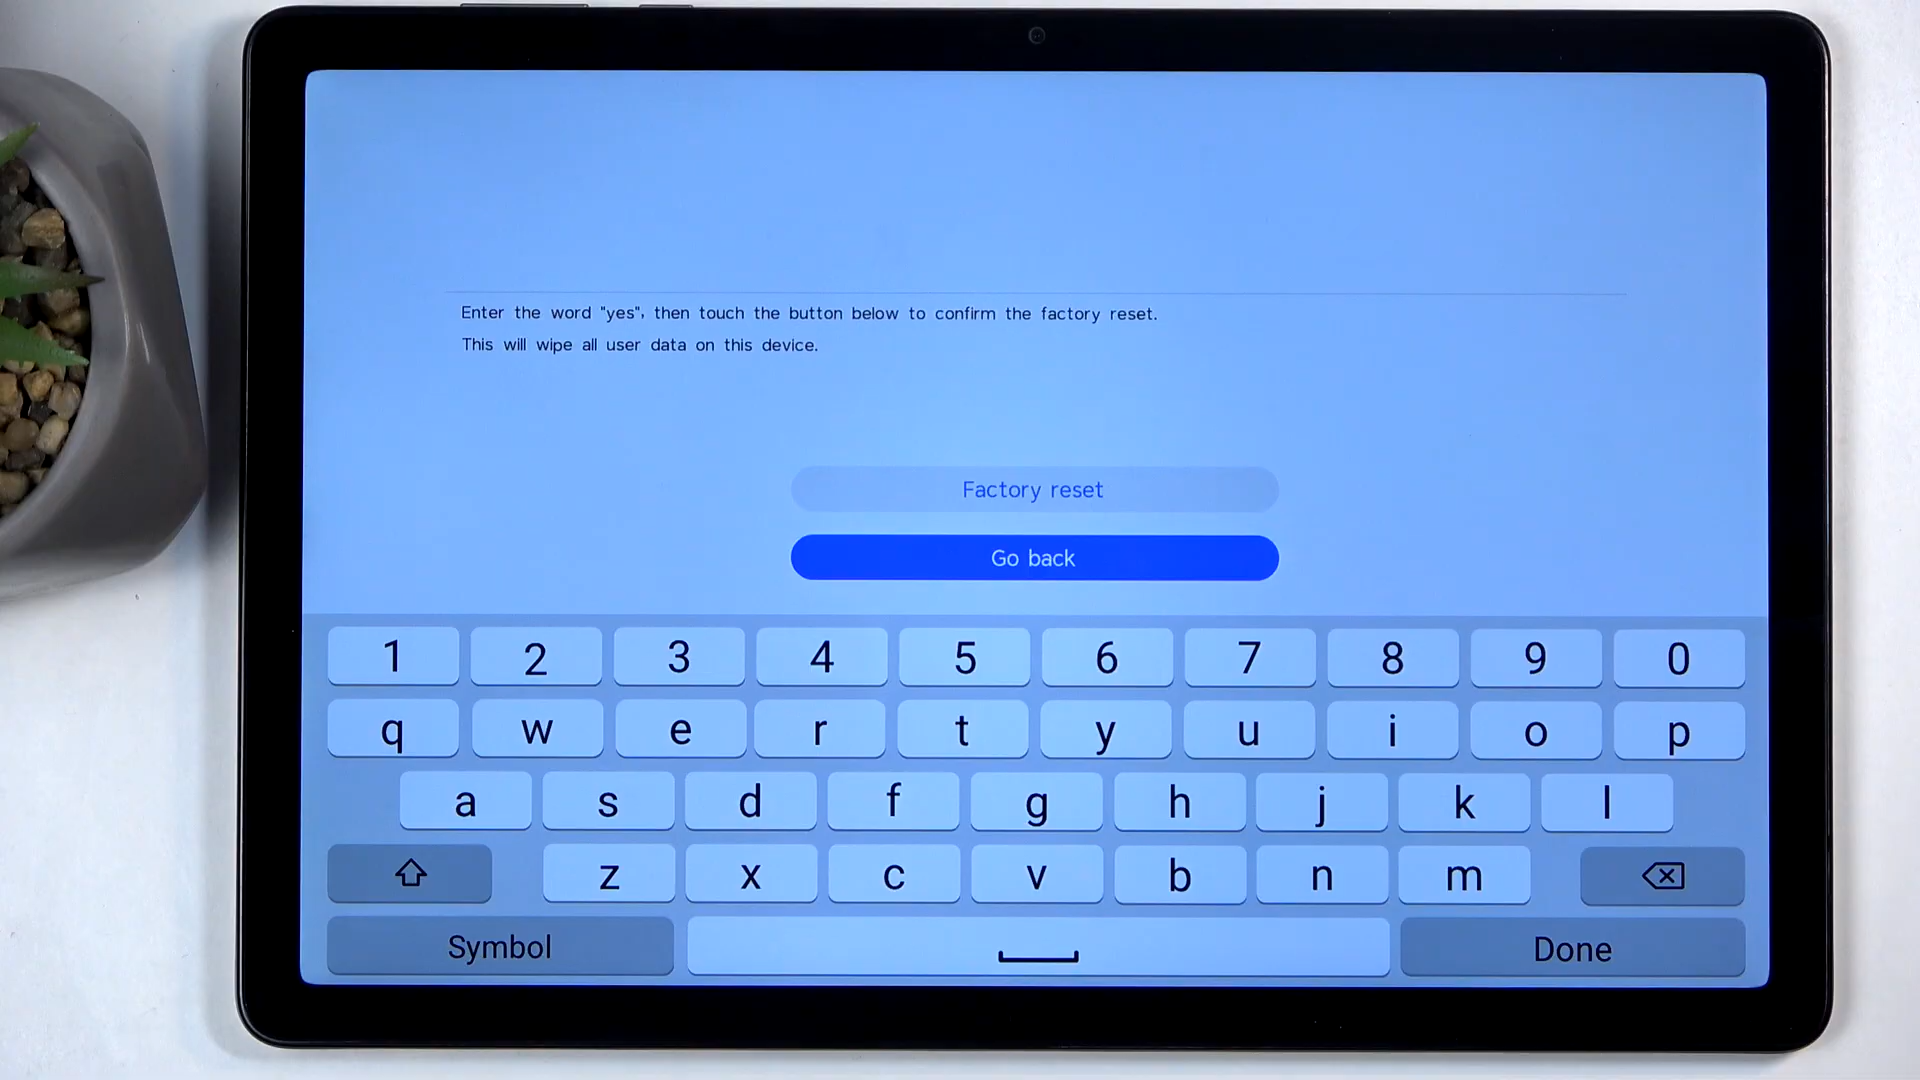 Enter the word "yes", then touch the button below to confirm the factory reset.
This will wipe all user data on this device.
Factory reset
Go back
1 2 3 4 5 6 7 8 9 0
q w e r t y u i o p
a s d f g h j k l
z x c v b n m
Symbol Done